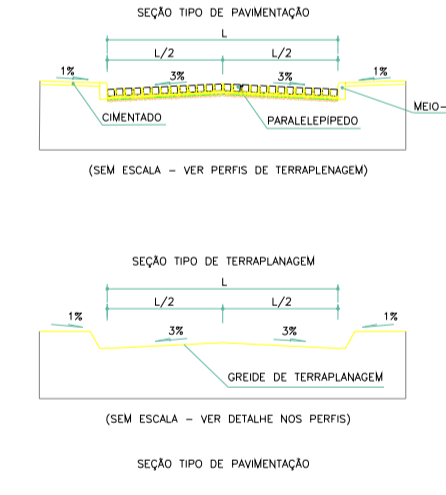 SEÇÃO TIPO DE PAVIMENTAÇÃO
L
L/2 L/2
1% 3% 3% 1%
CIMENTADO PARALELEPÍPEDO MEIO-
(SEM ESCALA - VER PERFIS DE TERRAPLENAGEM)
SEÇÃO TIPO DE TERRAPLANAGEM
L
L/2 L/2
1% 3% 3% 1%
GREIDE DE TERRAPLANAGEM
(SEM ESCALA - VER DETALHE NOS PERFIS)
SEÇÃO TIPO DE PAVIMENTAÇÃO